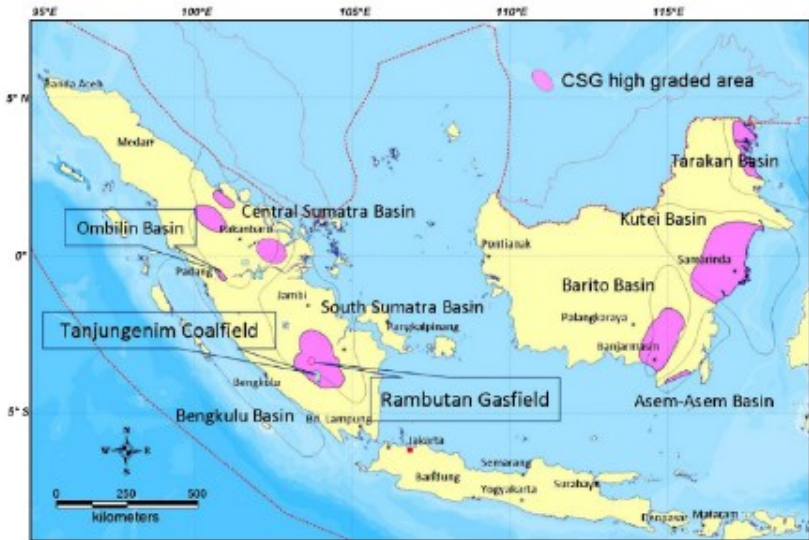 95°E 100°E 105°E 110°E 115°E
CSG high graded area
5° N
Banda Aceh
Medan
Tarakan Basin
Central Sumatra Basin
Kutei Basin
Ombilin Basin
Pakanbaru
Pontianak
0°
Samarinda
Padang
Barito Basin
Jambi
South Sumatra Basin
Palangkaraya
Pangkalpinang
Tanjungenim Coalfield
Banjarmasin
Bengkulu
Rambutan Gasfield
Asem-Asem Basin
5°S
Bengkulu Basin
Bn. Lampung
Jakarta
N
W E
S
Semarang
Bandung
Surabaya
Yogyakarta
0 250 500
kilometers
Denpasar
Mataram